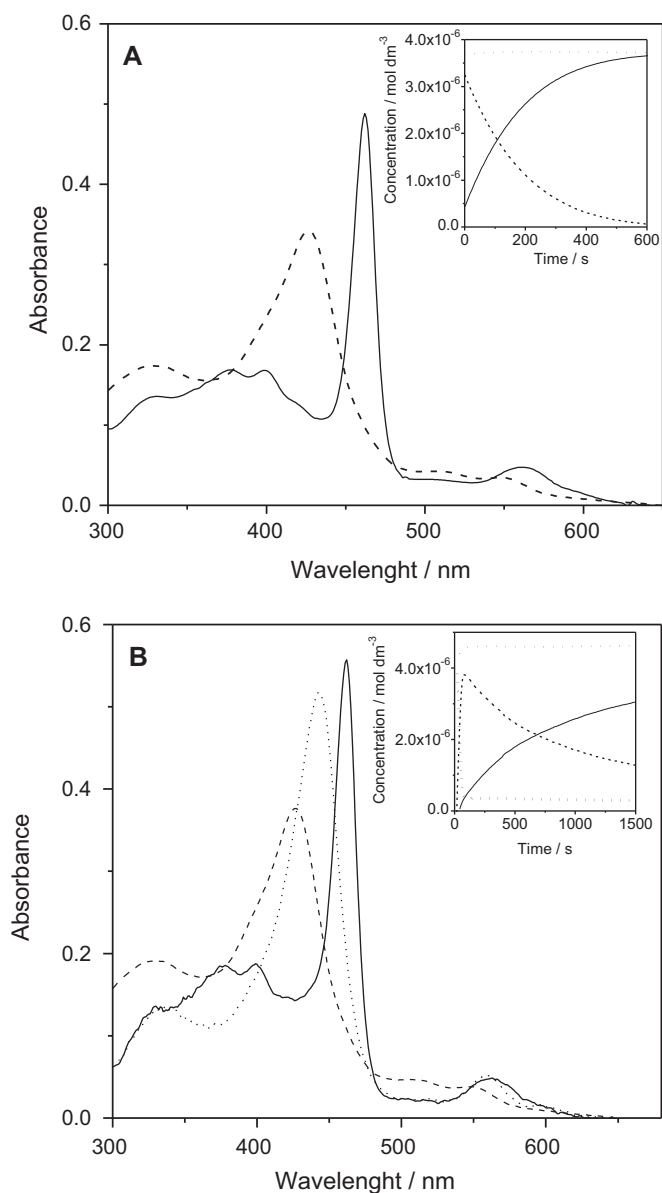 0.6
A
4.0x10-6
3.0x10-6
2.0x10-6
1.0x10-6
0.0
Concentration / mol dm-3
0
200
400
600
Time / s
0.4
0.2
0.0
Absorbance
300
400
500
600
Wavelenght / nm
0.6
B
4.0x10-6
2.0x10-6
0.0
Concentration / mol dm-3
0
500
1000
1500
Time / s
0.4
0.2
0.0
Absorbance
300
400
500
600
Wavelenght / nm